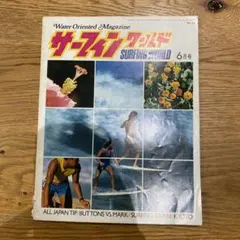 Water Oriented Magazine
サーフィンワールド
SURFING WORLD
6月号
ALL JAPAN TIP/BUTTONS VS. MARK/